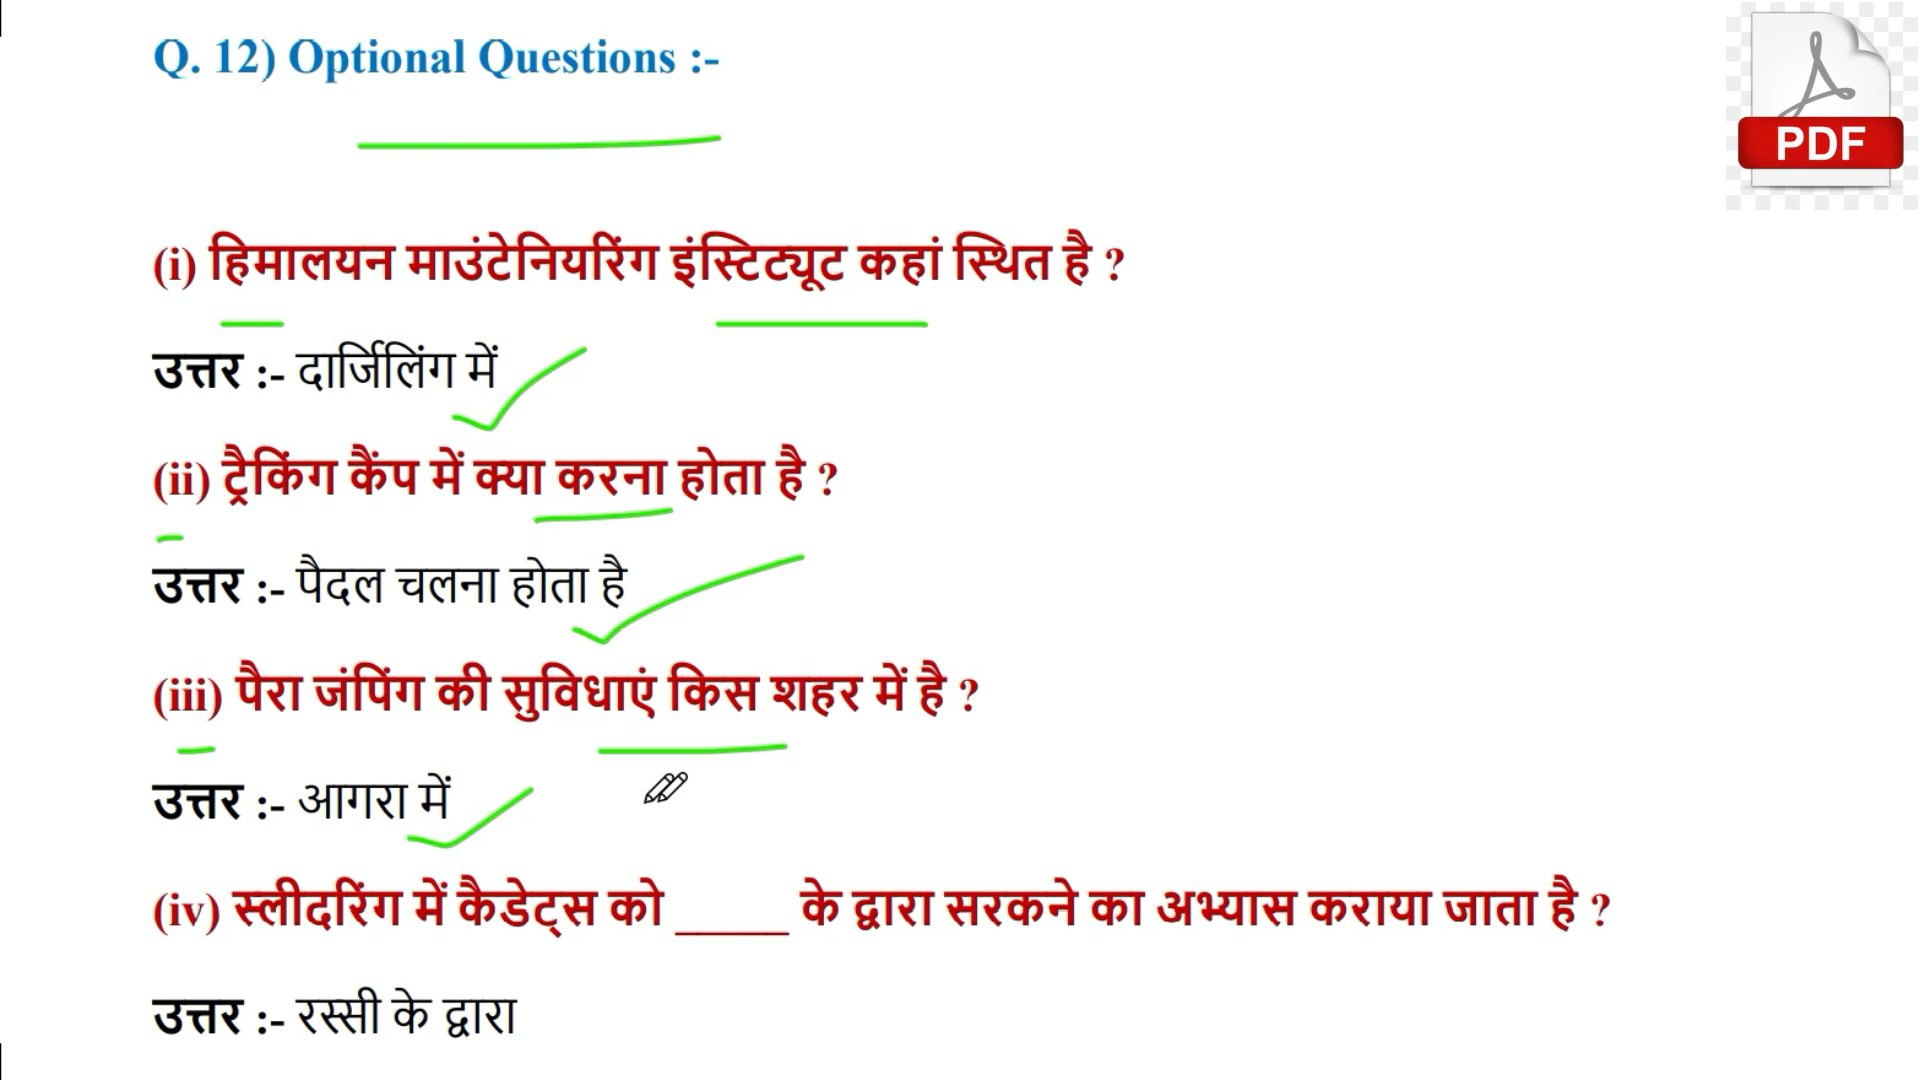 Q. 12) Optional Questions :-
PDF
(i) हिमालयन माउंटेनियरिंग इंस्टिट्यूट कहां स्थित है ?
उत्तर :- दार्जिलिंग में
(ii) ट्रैकिंग कैंप में क्या करना होता है ?
उत्तर :- पैदल चलना होता है
(iii) पैरा जंपिंग की सुविधाएं किस शहर में है ?
उत्तर :- आगरा में
(iv) स्लीदरिंग में कैडेट्स को _____ के द्वारा सरकने का अभ्यास कराया जाता है ?
उत्तर :- रस्सी के द्वारा